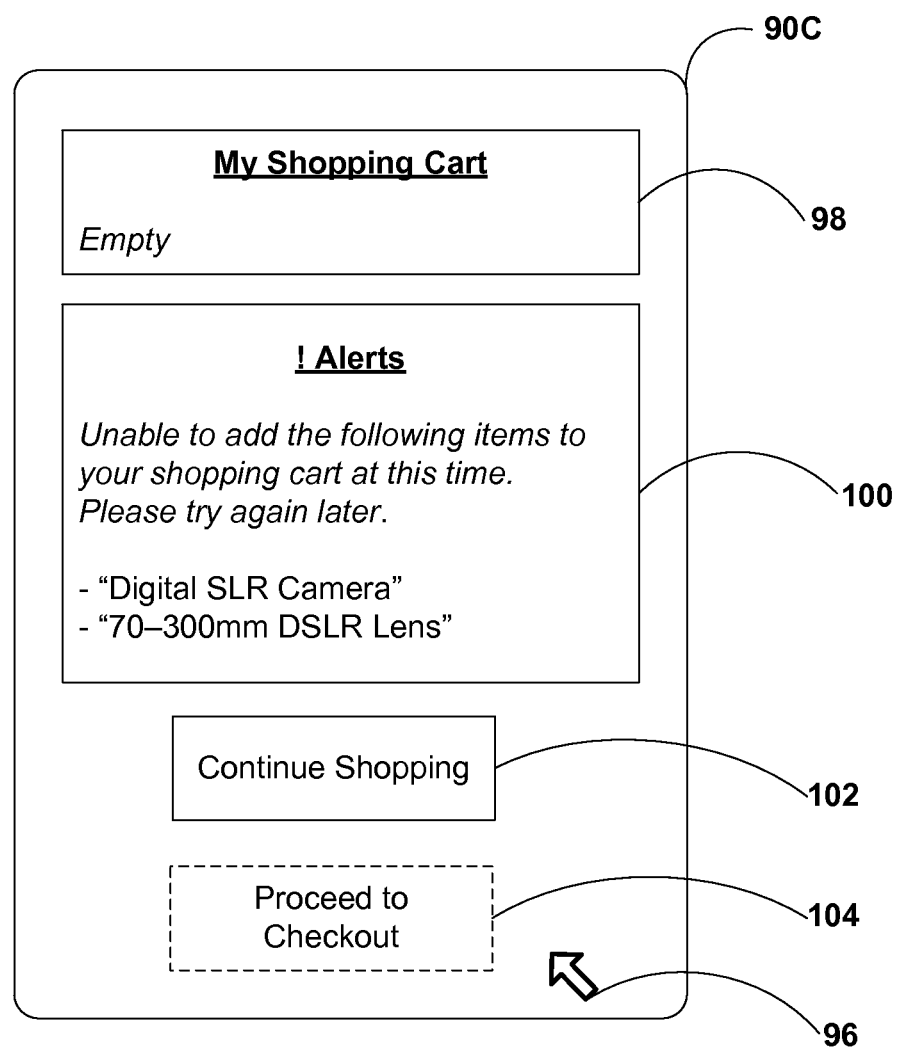 90C
My Shopping Cart
98
Empty
! Alerts
Unable to add the following items to
your shopping cart at this time.
Please try again later.
100
- “Digital SLR Camera”
- “70–300mm DSLR Lens”
Continue Shopping
102
Proceed to
Checkout
104
96